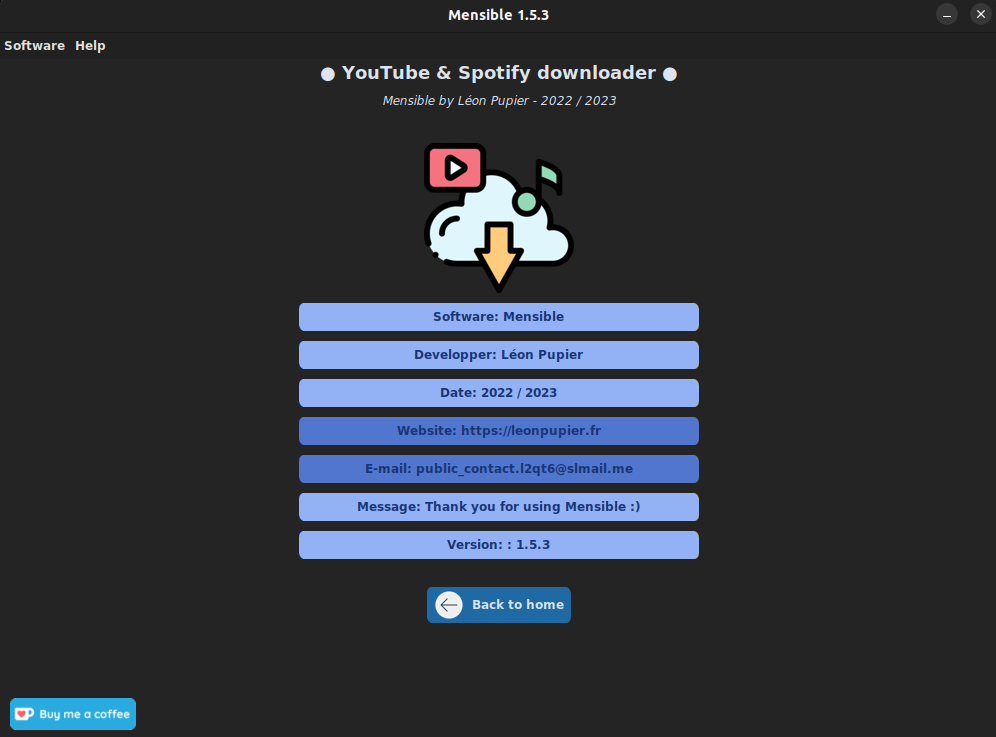 Mensible 1.5.3
Software Help
● YouTube & Spotify downloader ●
Mensible by Léon Pupier - 2022 / 2023
Software: Mensible
Developper: Léon Pupier
Date: 2022 / 2023
Website: https://leonpupier.fr
E-mail: public_contact.l2qt6@slmail.me
Message: Thank you for using Mensible :)
Version: : 1.5.3
Back to home
Buy me a coffee